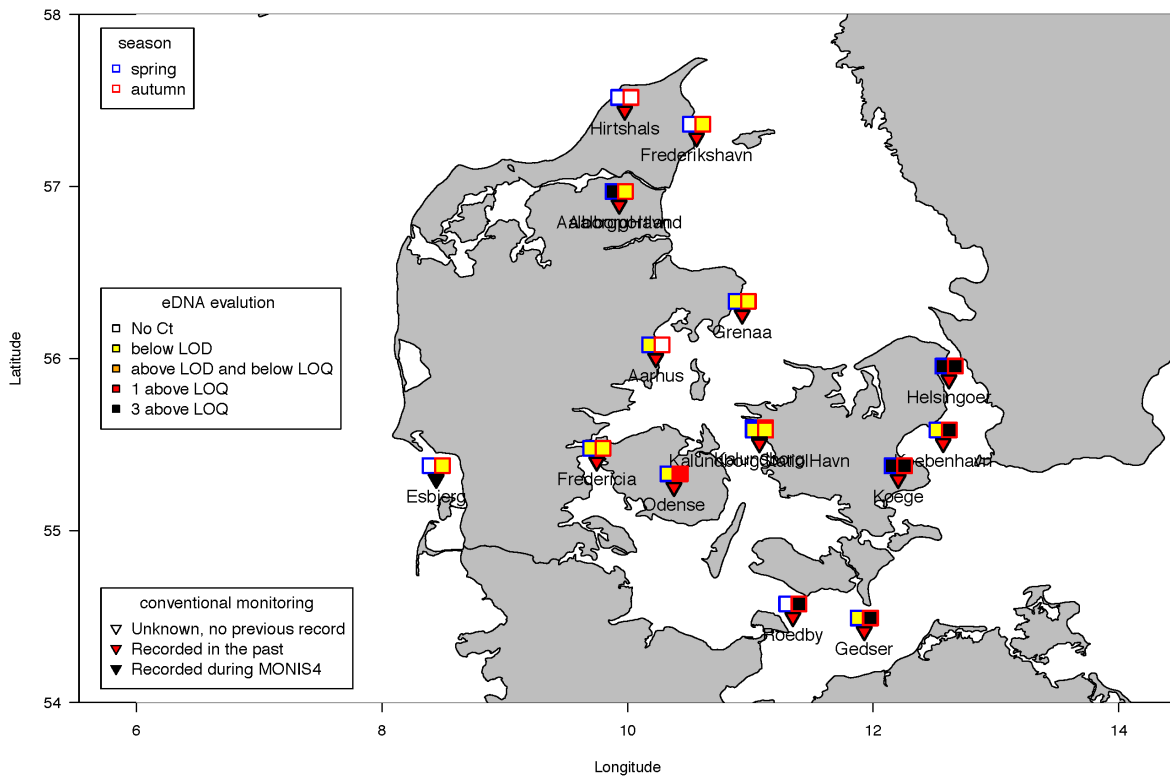 58
57
56
55
54
Latitude
season
spring
autumn
eDNA evalution
No Ct
below LOD
above LOD and below LOQ
1 above LOQ
3 above LOQ
conventional monitoring
Unknown, no previous record
Recorded in the past
Recorded during MONIS4
Hirtshals
Frederikshavn
Grenaa
Aarhus
Helsingoer
Fredericia
Esbjerg
Odense
Koege
Roedby
Gedser
6
8
10
12
14
Longitude